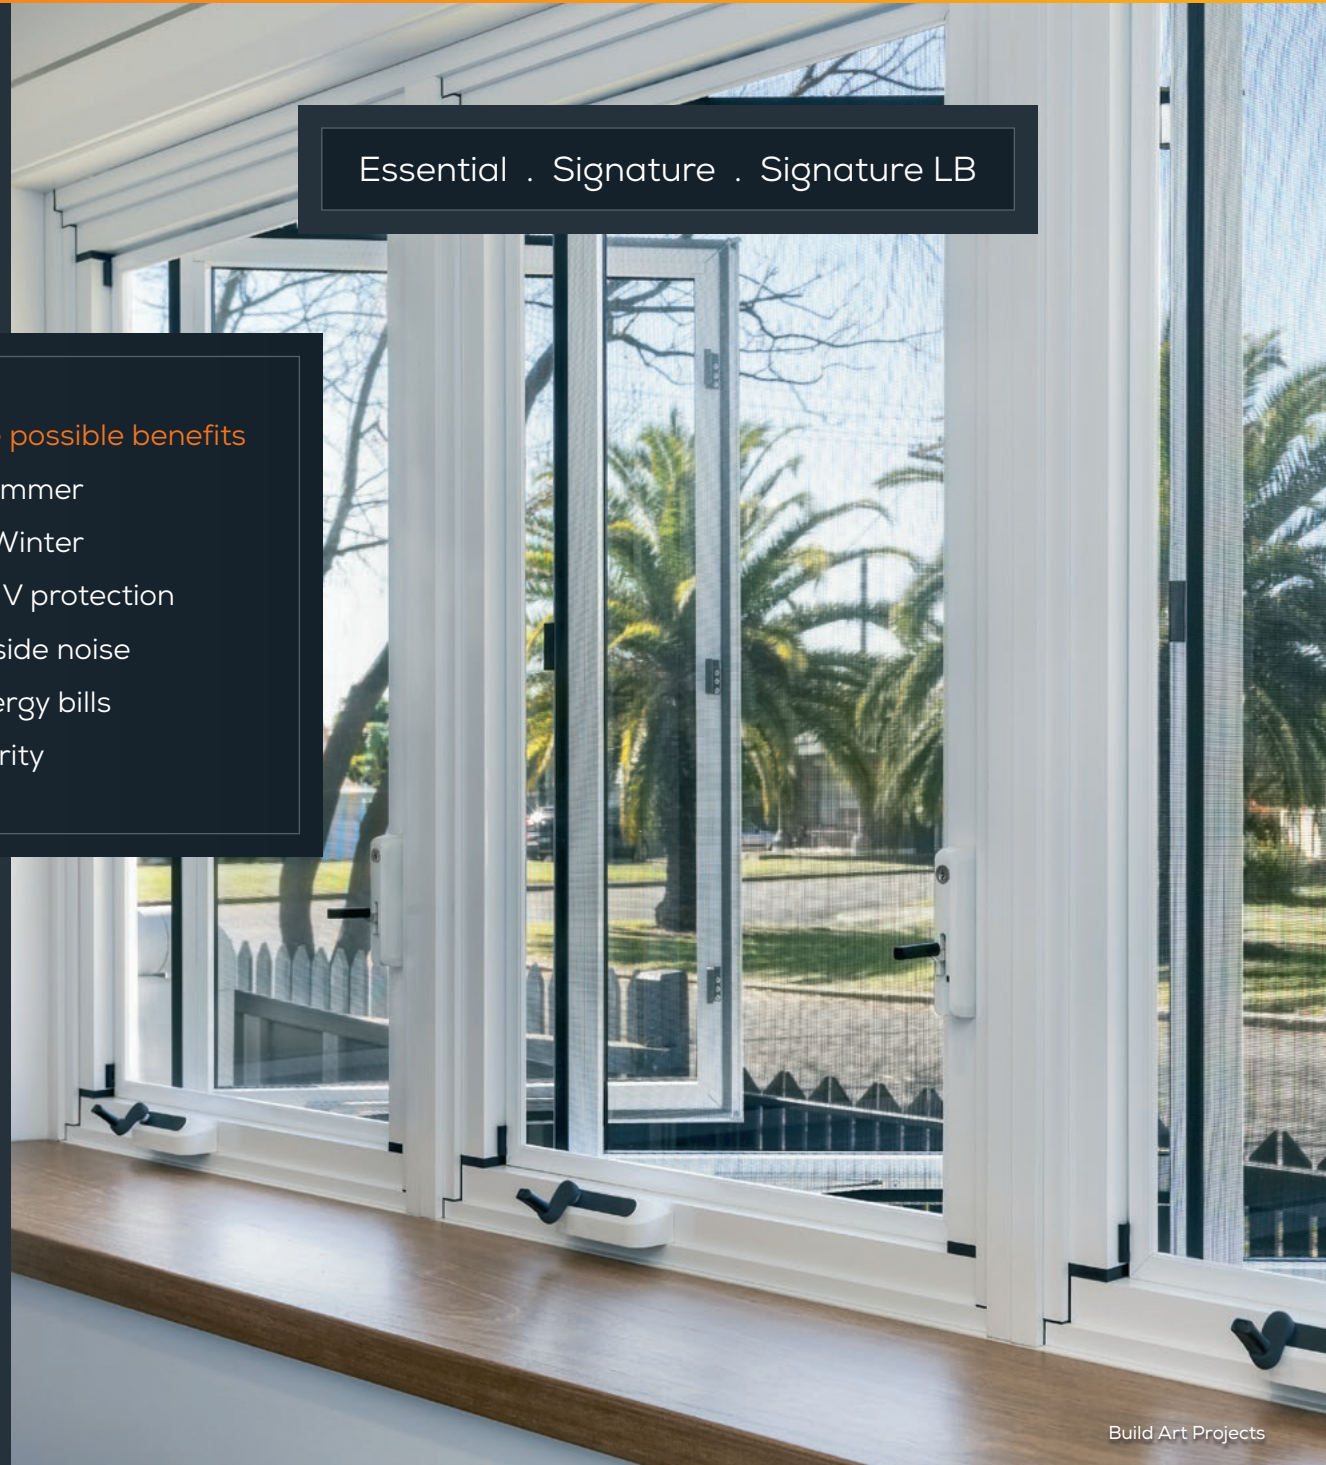 Essential . Signature . Signature LB
possible benefits
mmer
Winter
V protection
side noise
ergy bills
rity
Build Art Projects